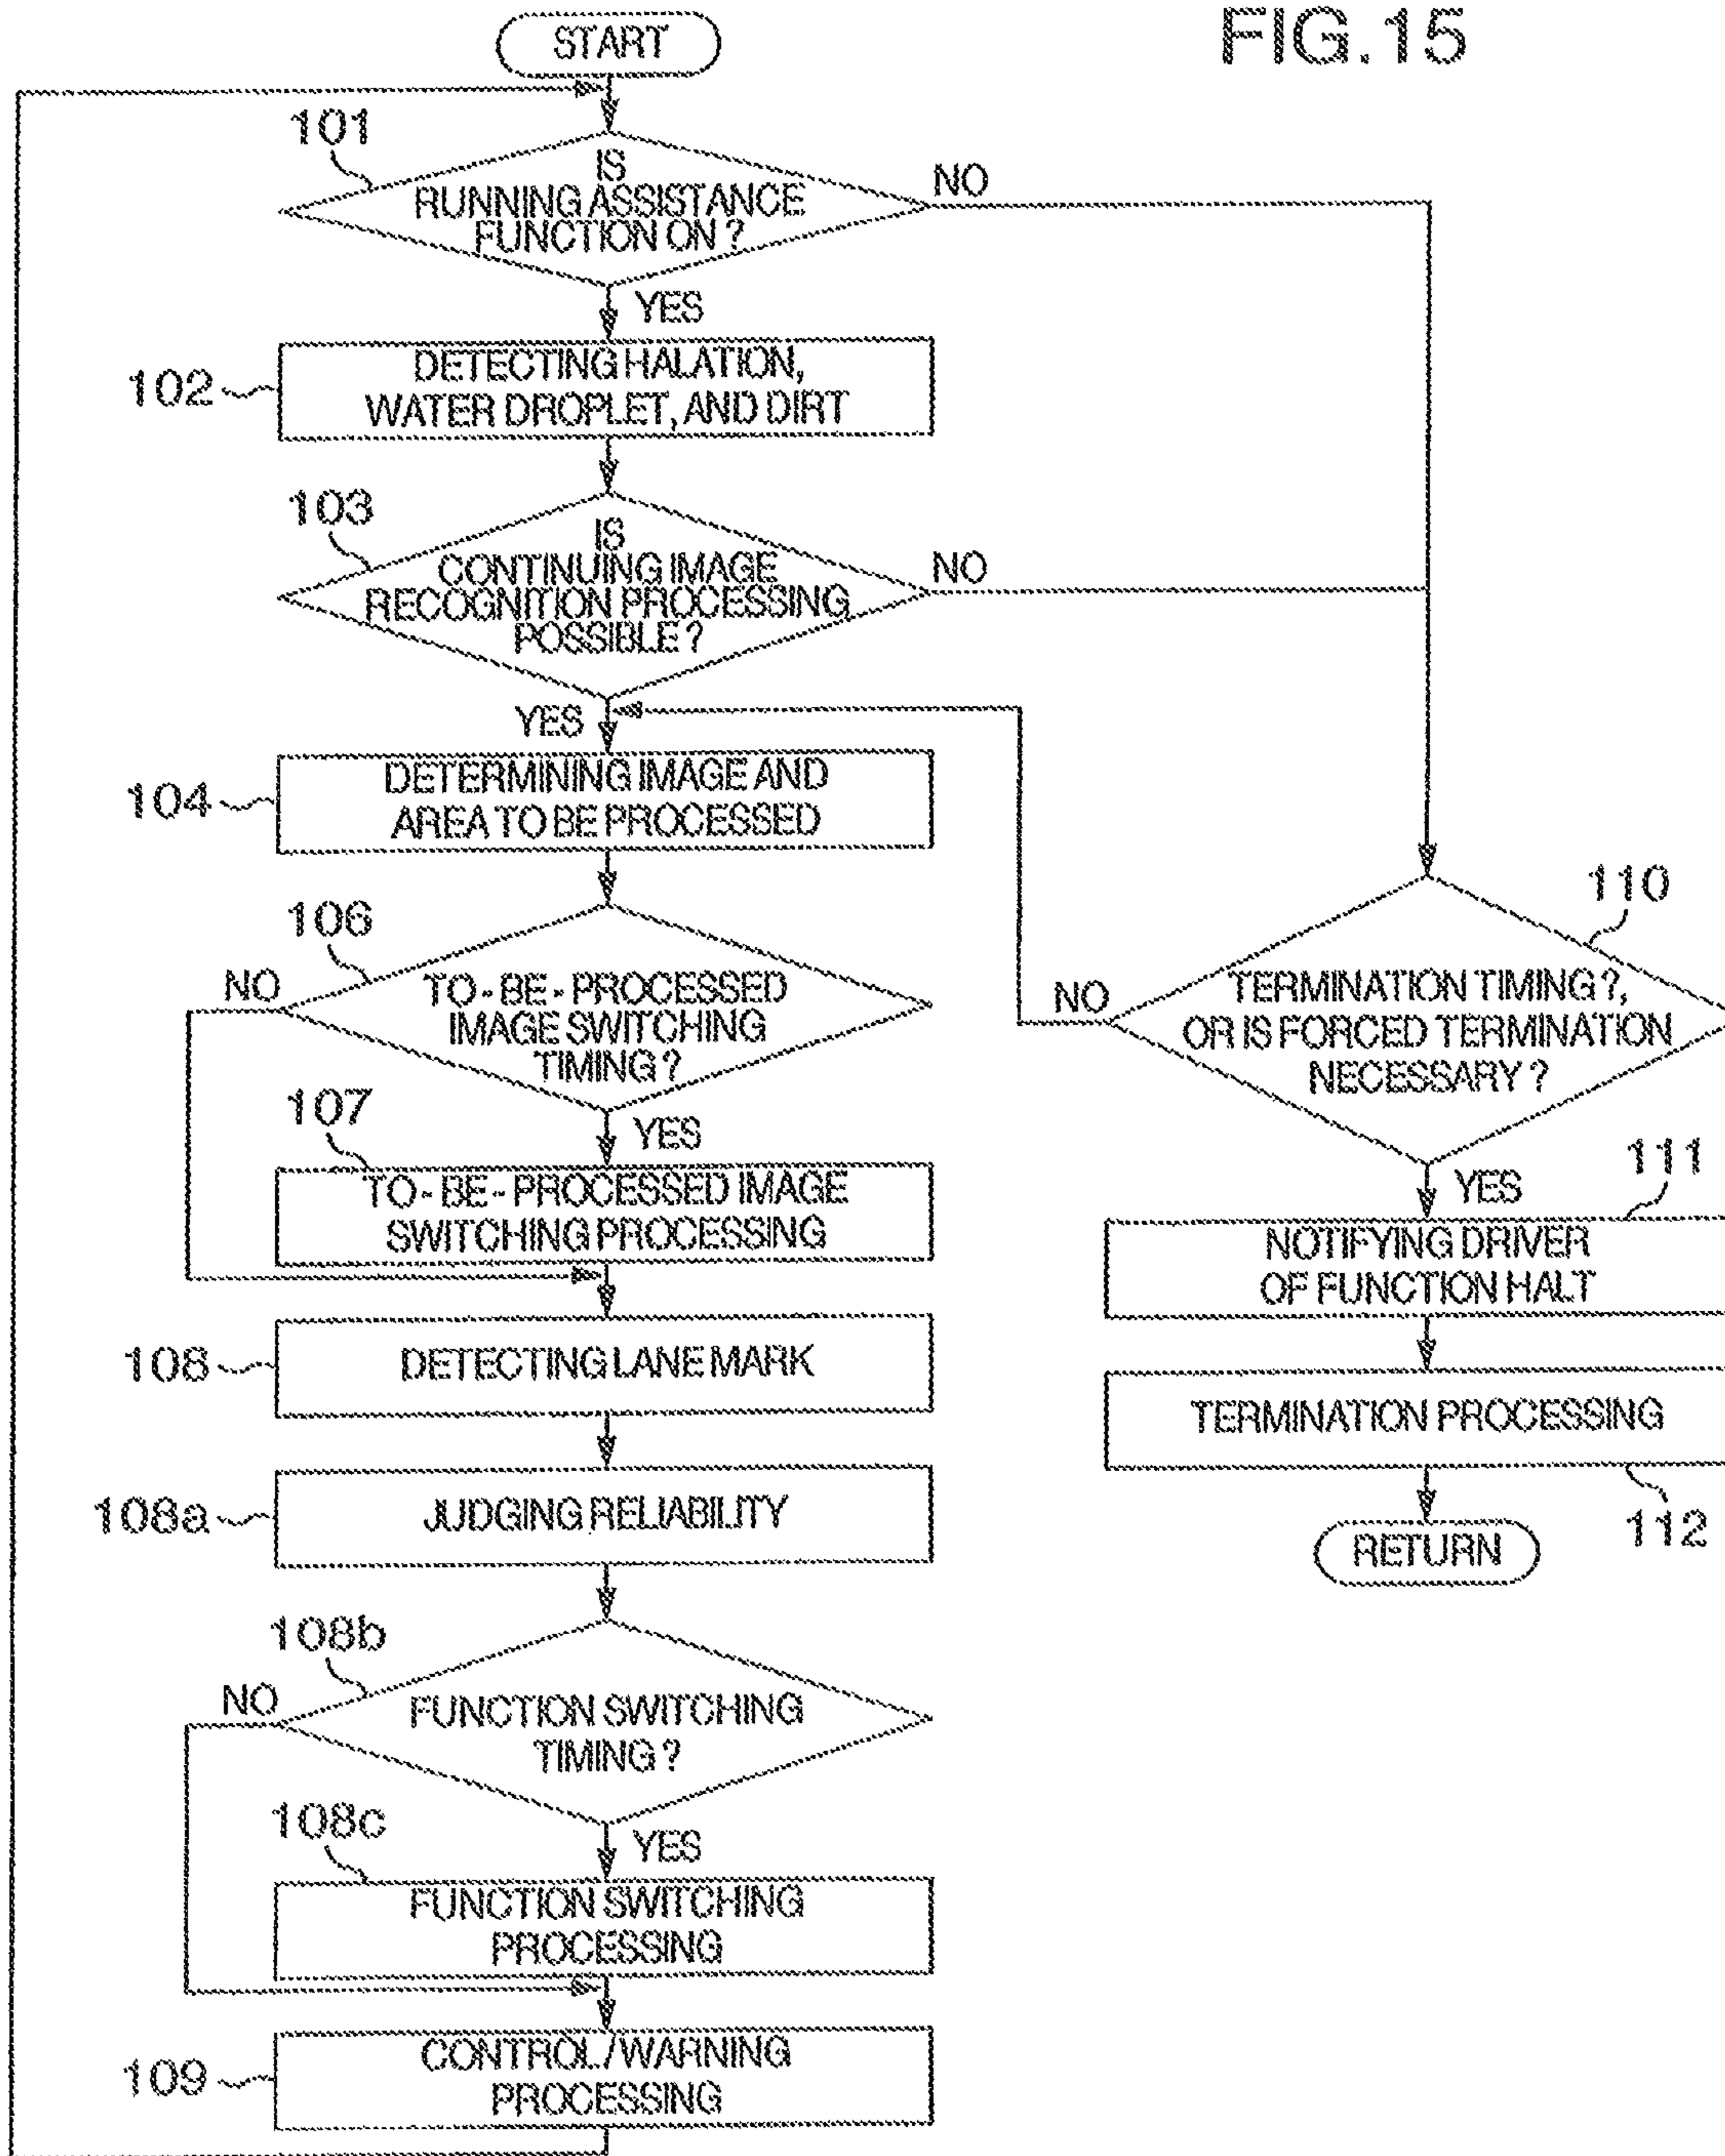 FIG.15
START
101
IS
RUNNING ASSISTANCE
FUNCTION ON ?
NO
YES
102
DETECTING HALATION,
WATER DROPLET, AND DIRT
103
IS
CONTINUING IMAGE
RECOGNITION PROCESSING
POSSIBLE ?
NO
YES
104
DETERMINING IMAGE AND
AREA TO BE PROCESSED
106
NO
TO - BE - PROCESSED
IMAGE SWITCHING
TIMING ?
YES
107
TO - BE - PROCESSED IMAGE
SWITCHING PROCESSING
108
DETECTING LANE MARK
108a
JUDGING RELIABILITY
108b
NO
FUNCTION SWITCHING
TIMING ?
YES
108c
FUNCTION SWITCHING
PROCESSING
109
CONTROL / WARNING
PROCESSING
110
NO
TERMINATION TIMING ?,
OR IS FORCED TERMINATION
NECESSARY ?
YES
111
NOTIFYING DRIVER
OF FUNCTION HALT
TERMINATION PROCESSING
112
RETURN